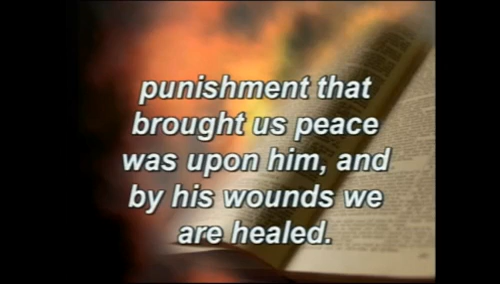 punishment that
brought us peace
was upon him, and
by his wounds we
are healed.